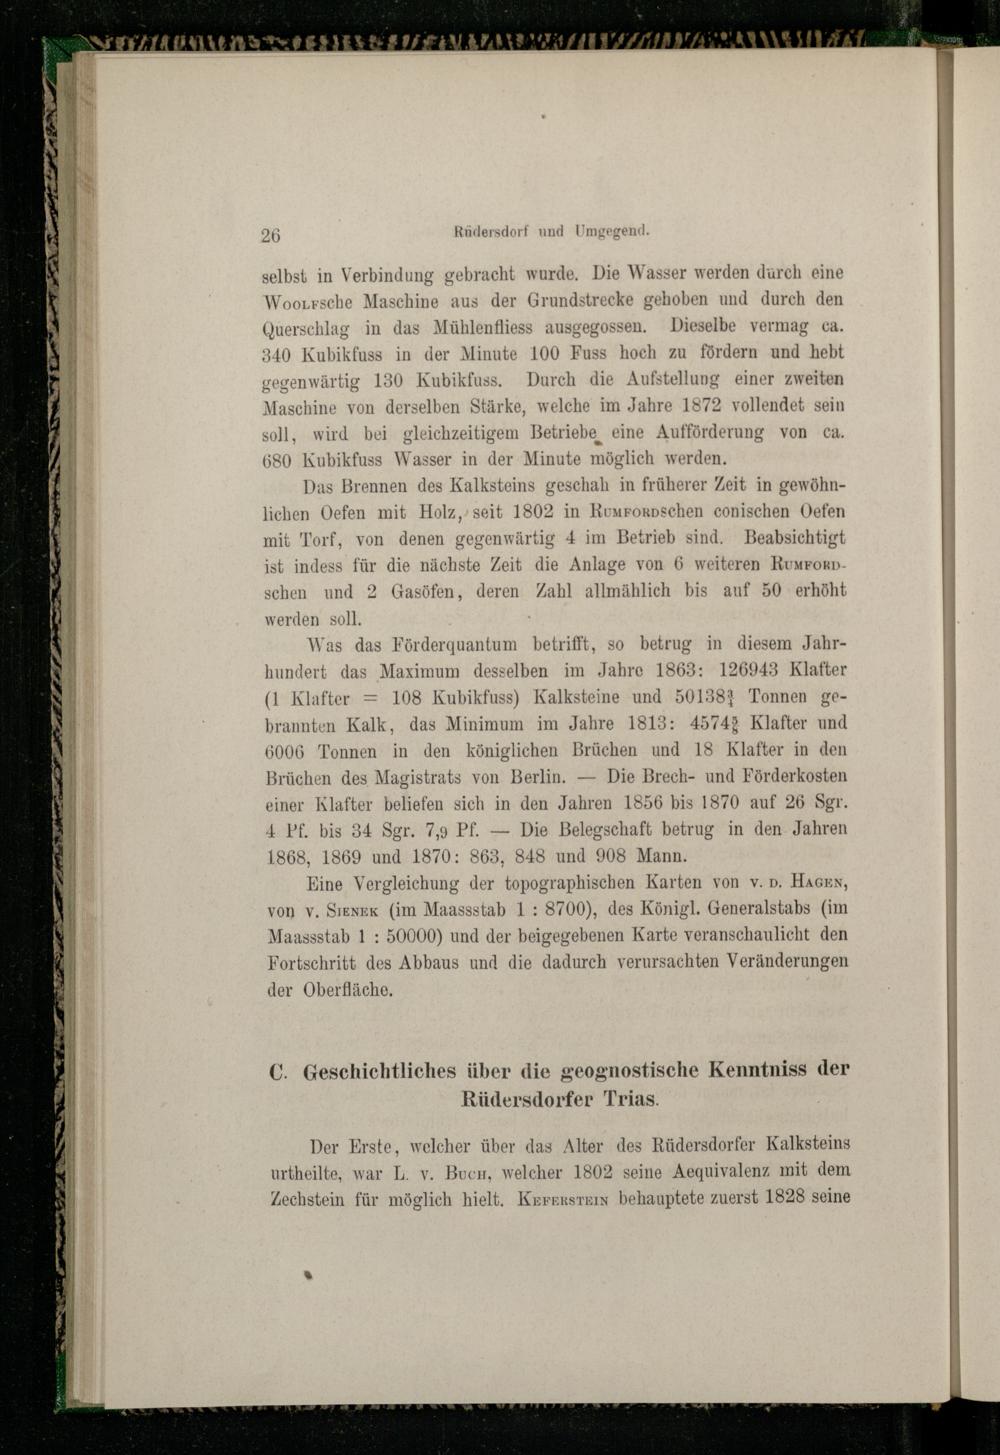 26 Rüdersdorf und Umgegend.
selbst in Verbindung gebracht wurde. Die Wasser werden durch eine
WOOLFsche Maschine aus der Grundstrecke gehoben und durch den
Querschlag in das Mühlenfliess ausgegossen. Dieselbe vermag ca.
340 Kubikfuss in der Minute 100 Fuss hoch zu fördern und hebt
gegenwärtig 130 Kubikfuss. Durch die Aufstellung einer zweiten
Maschine von derselben Stärke, welche im Jahre 1872 vollendet sein
soll, wird bei gleichzeitigem Betriebe eine Aufförderung von ca.
680 Kubikfuss Wasser in der Minute möglich werden.
Das Brennen des Kalksteins geschah in früherer Zeit in gewöhn-
lichen Oefen mit Holz, seit 1802 in RUMFORDschen conischen Oefen
mit Torf, von denen gegenwärtig 4 im Betrieb sind. Beabsichtigt
ist indess für die nächste Zeit die Anlage von 6 weiteren RUMFORD-
schen und 2 Gasöfen, deren Zahl allmählich bis auf 50 erhöht
werden soll.
Was das Förderquantum betrifft, so betrug in diesem Jahr-
hundert das Maximum desselben im Jahre 1863: 126943 Klafter
(1 Klafter = 108 Kubikfuss) Kalksteine und 50138¾ Tonnen ge-
brannten Kalk, das Minimum im Jahre 1813: Klafter und
6006 Tonnen in den königlichen Brüchen und 18 Klafter in den
Brüchen des Magistrats von Berlin. — Die Brech- und Förderkosten
einer Klafter beliefen sich in den Jahren 1856 bis 1870 auf 26 Sgr.
4 Pf. bis 34 Sgr. 7,9 Pf. — Die Belegschaft betrug in den Jahren
1868, 1869 und 1870: 863, 848 und 908 Mann.
Eine Vergleichung der topographischen Karten von V. D. HAGEN,
von V. SIENEK (im Maassstab 1 : 8700), des Königl. Generalstabs (im
Maassstab 1 : 50000) und der beigegebenen Karte veranschaulicht den
Fortschritt des Abbaus und die dadurch verursachten Veränderungen
der Oberfläche.
C. Geschichtliches über die geognostische Kenntniss der
Rüdersdorfer Trias.
Der Erste, welcher über das Alter des Rüdersdorfer Kalksteins
urtheilte, war L. v. BUCH, welcher 1802 seine Aequivalenz mit dem
Zechstein für möglich hielt. KEFERSTEIN behauptete zuerst 1828 seine